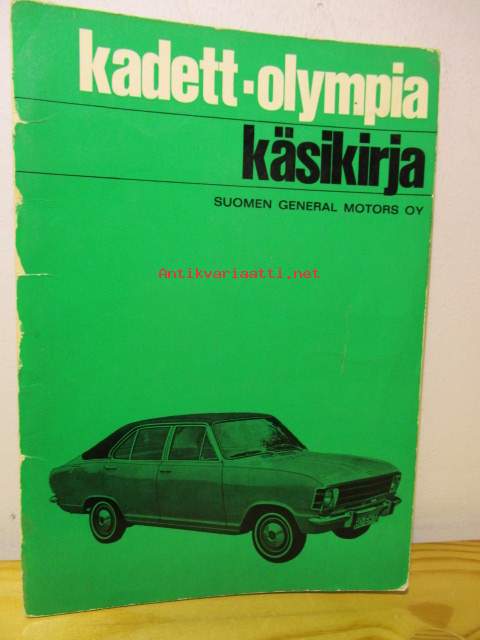 kadett-olympia
käsikirja
SUOMEN GENERAL MOTORS OY
Antikvariaatti.net